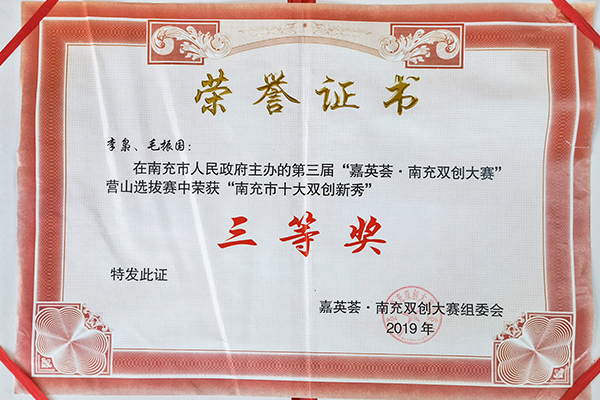 荣誉证书
李枭、毛振国：
在南充市人民政府主办的第三届“嘉英荟·南充双创大赛”
营山选拔赛中荣获“南充市十大双创新秀”
三等奖
特发此证
嘉英荟·南充双创大赛组委会
2019年